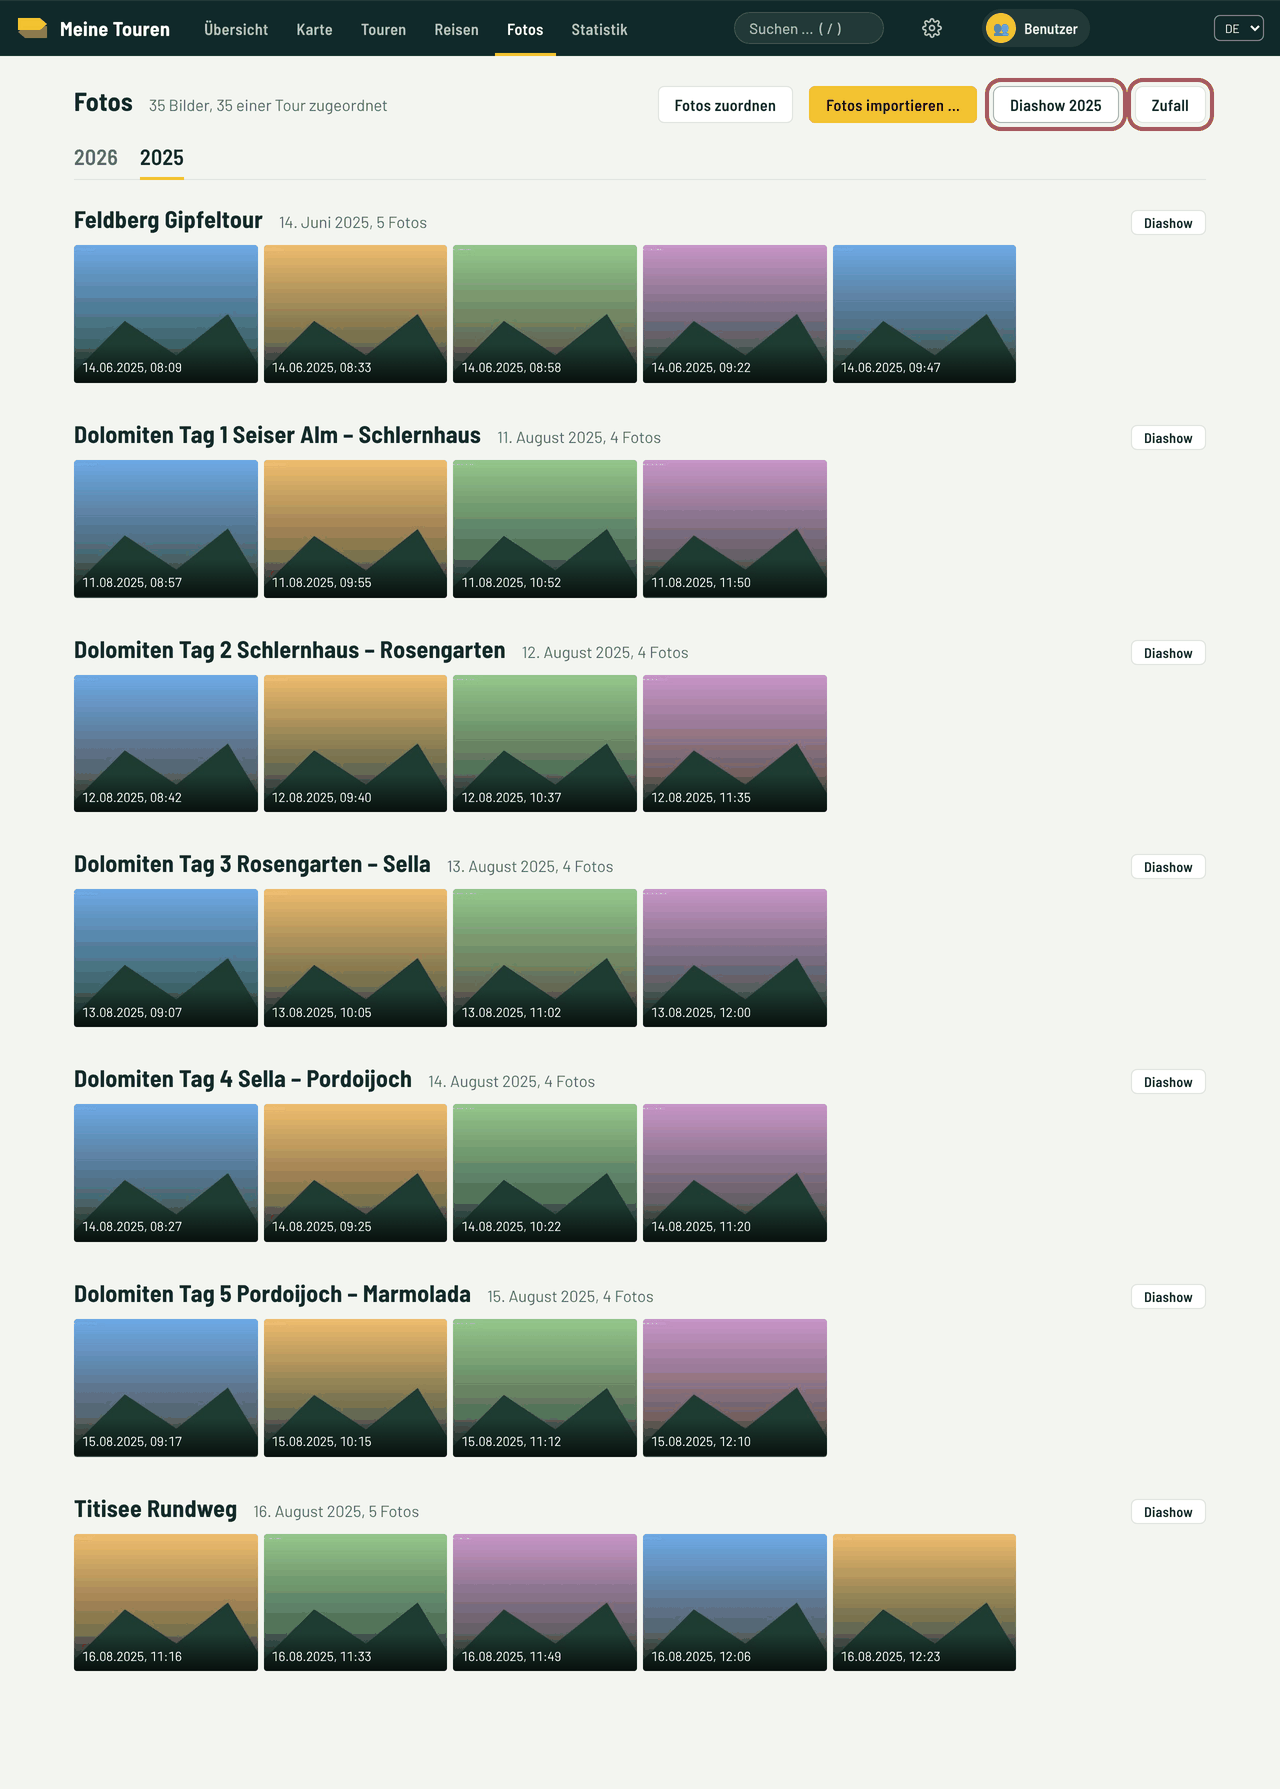 Meine Touren Übersicht Karte Touren Reisen Fotos Statistik Suchen … ( / ) Benutzer DE
Fotos 35 Bilder, 35 einer Tour zugeordnet Fotos zuordnen Fotos importieren … Diashow 2025 Zufall
2026 2025
Feldberg Gipfeltour 14. Juni 2025, 5 Fotos Diashow
14.06.2025, 08:09 14.06.2025, 08:33 14.06.2025, 08:58 14.06.2025, 09:22 14.06.2025, 09:47
Dolomiten Tag 1 Seiser Alm – Schlernhaus 11. August 2025, 4 Fotos Diashow
11.08.2025, 08:57 11.08.2025, 09:55 11.08.2025, 10:52 11.08.2025, 11:50
Dolomiten Tag 2 Schlernhaus – Rosengarten 12. August 2025, 4 Fotos Diashow
12.08.2025, 08:42 12.08.2025, 09:40 12.08.2025, 10:37 12.08.2025, 11:35
Dolomiten Tag 3 Rosengarten – Sella 13. August 2025, 4 Fotos Diashow
13.08.2025, 09:07 13.08.2025, 10:05 13.08.2025, 11:02 13.08.2025, 12:00
Dolomiten Tag 4 Sella – Pordoijoch 14. August 2025, 4 Fotos Diashow
14.08.2025, 08:27 14.08.2025, 09:25 14.08.2025, 10:22 14.08.2025, 11:20
Dolomiten Tag 5 Pordoijoch – Marmolada 15. August 2025, 4 Fotos Diashow
15.08.2025, 09:17 15.08.2025, 10:15 15.08.2025, 11:12 15.08.2025, 12:10
Titisee Rundweg 16. August 2025, 5 Fotos Diashow
16.08.2025, 11:16 16.08.2025, 11:33 16.08.2025, 11:49 16.08.2025, 12:06 16.08.2025, 12:23